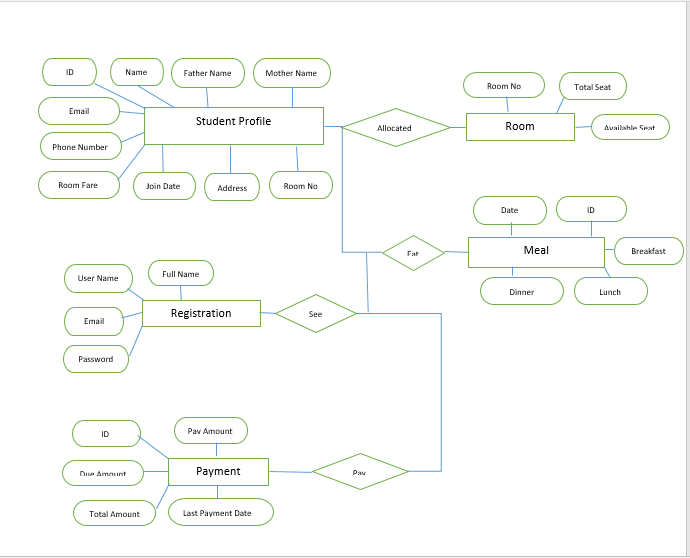 ID
Name
Father Name
Mother Name
Email
Phone Number
Room Fare
Student Profile
Join Date
Address
Room No
Allocated
Room No
Total Seat
Available Seat
Room
Date
ID
Eat
Meal
Breakfast
Dinner
Lunch
User Name
Full Name
Email
Password
Registration
See
ID
Pay Amount
Due Amount
Total Amount
Payment
Last Payment Date
Pay